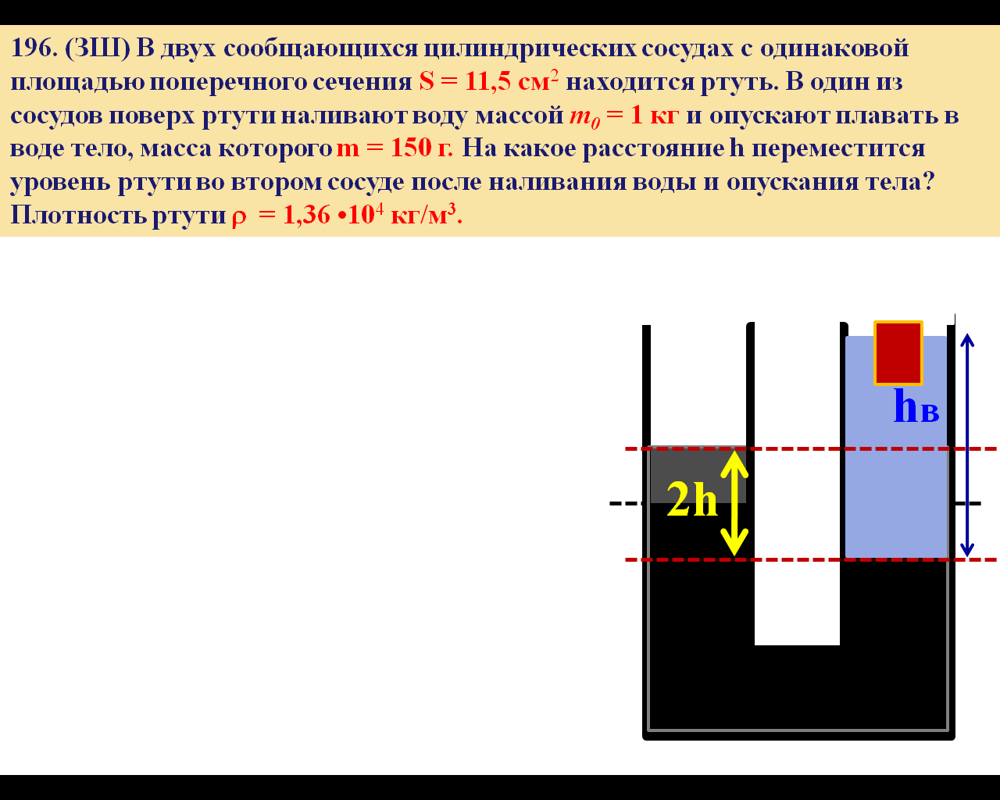 196. (ЗШ) В двух сообщающихся цилиндрических сосудах с одинаковой
площадью поперечного сечения S = 11,5 см² находится ртуть. В один из
сосудов поверх ртути наливают воду массой m₀ = 1 кг и опускают плавать в
воде тело, масса которого m = 150 г. На какое расстояние h переместится
уровень ртути во втором сосуде после наливания воды и опускания тела?
Плотность ртути ρ = 1,36 •10⁴ кг/м³.
hв
2h